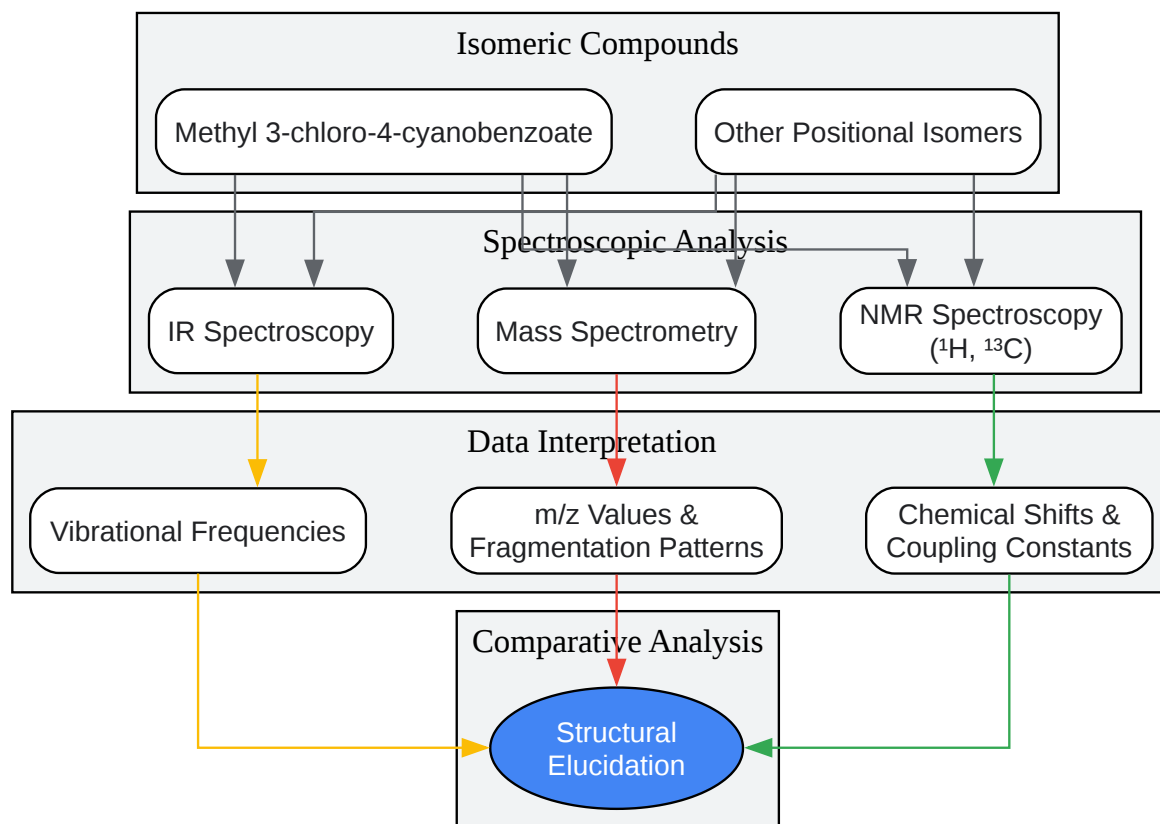 Isomeric Compounds
Methyl 3-chloro-4-cyanobenzoate
Other Positional Isomers
Spectroscopic Analysis
IR Spectroscopy
Mass Spectrometry
NMR Spectroscopy
(¹H, ¹³C)
Data Interpretation
Vibrational Frequencies
m/z Values &
Fragmentation Patterns
Chemical Shifts &
Coupling Constants
Comparative Analysis
Structural
Elucidation